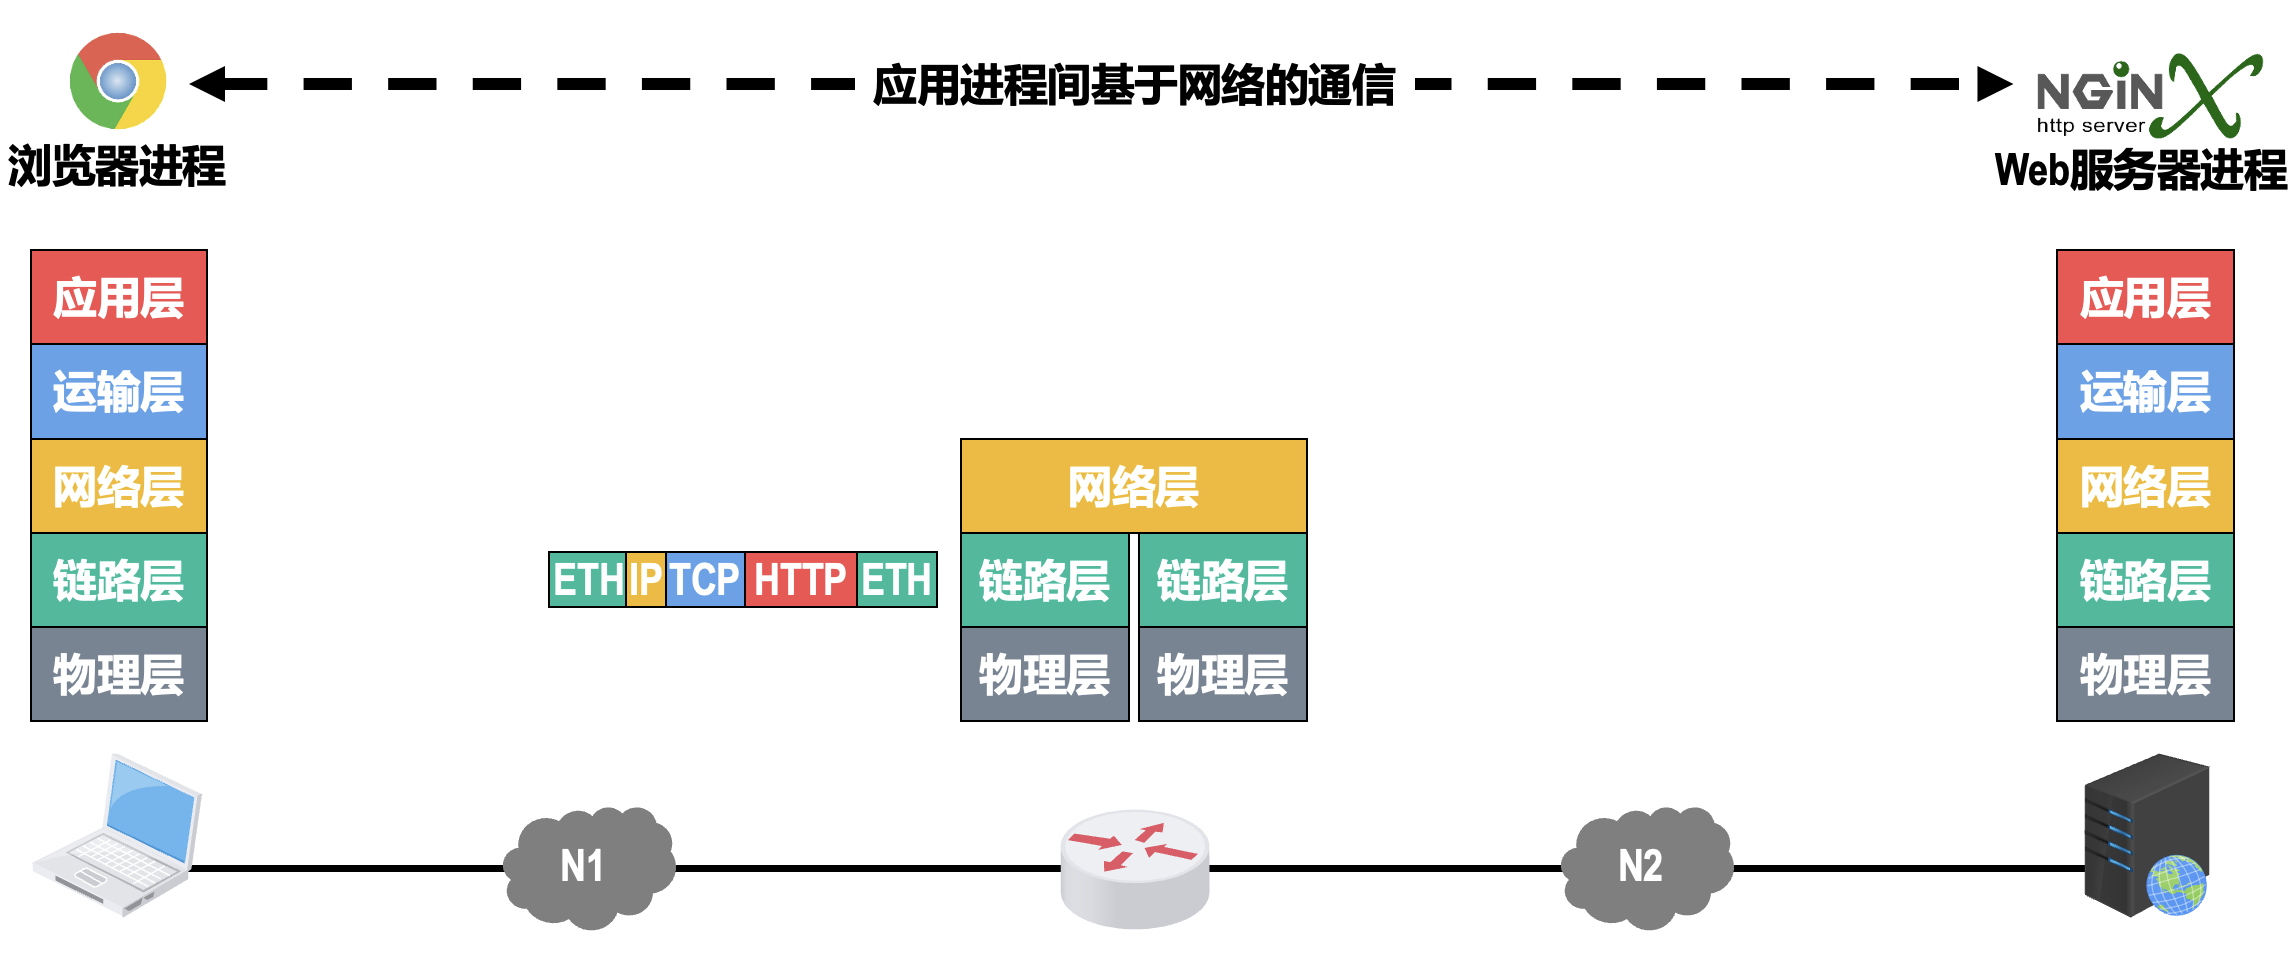 应用进程间基于网络的通信
NGiNX
http server
浏览器进程
Web服务器进程
应用层
运输层
网络层
链路层
物理层
ETH IP TCP HTTP ETH
网络层
链路层 链路层
物理层 物理层
应用层
运输层
网络层
链路层
物理层
N1
N2